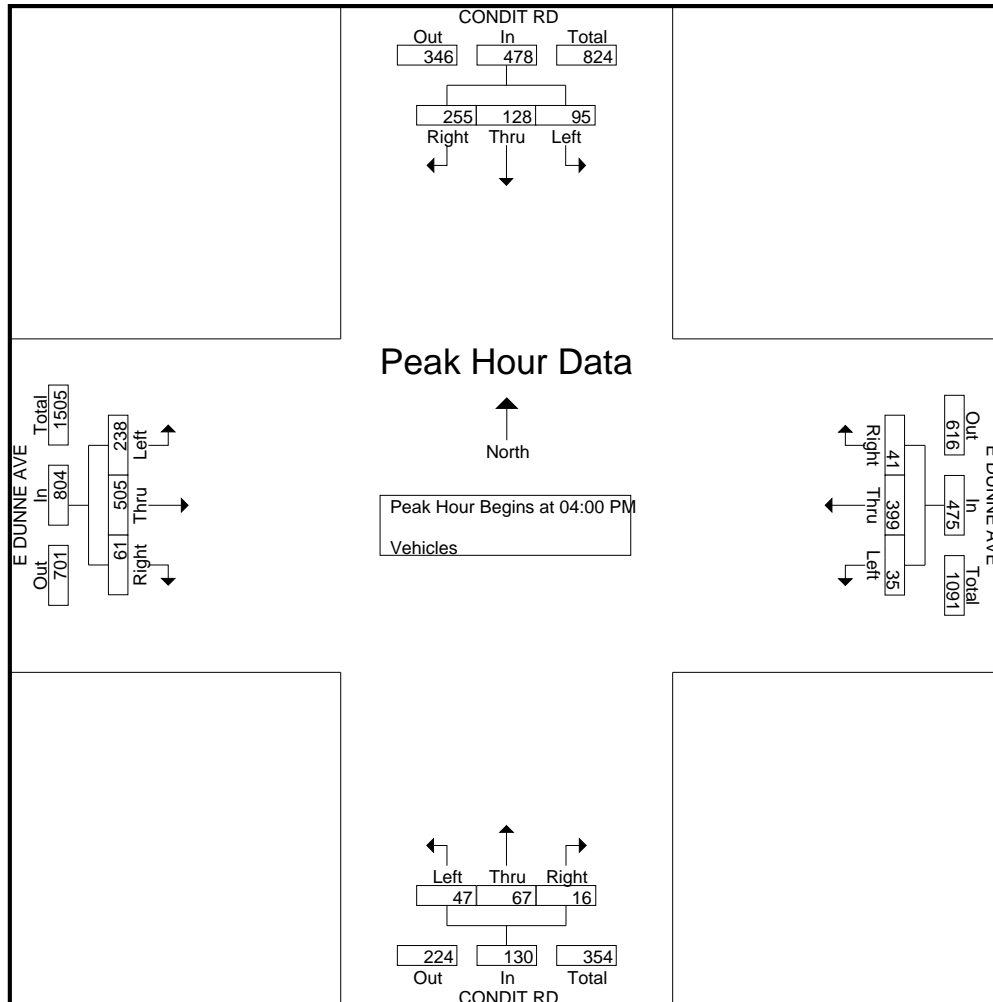 CONDIT RD
Out In Total
346 478 824
255 128 95
Right Thru Left
Peak Hour Data
North
Peak Hour Begins at 04:00 PM
Vehicles
E DUNNE AVE
Out In Total
701 804 1505
238 505 61
Left Thru Right
E DUNNE AVE
Out In Total
616 475 1091
41 399 35
Right Thru Left
Left Thru Right
47 67 16
224 130 354
Out In Total
CONDIT RD